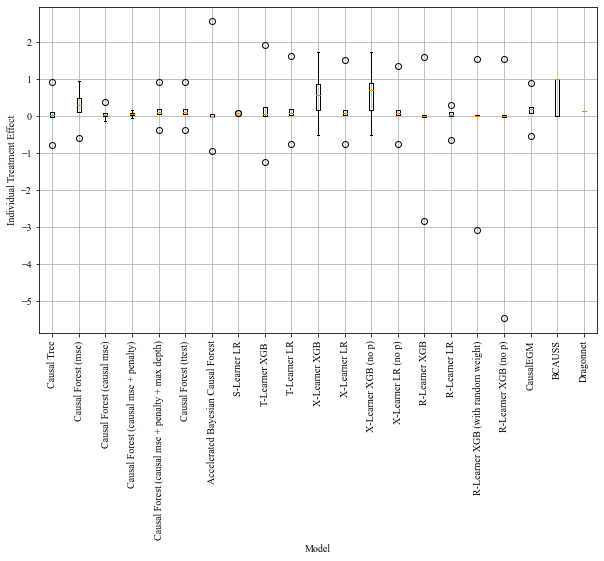 Individual Treatment Effect
2
1
0
−1
−2
−3
−4
−5
Causal Tree
Causal Forest (mse)
Causal Forest (causal mse)
Causal Forest (causal mse + penalty)
Causal Forest (causal mse + penalty + max depth)
Causal Forest (ttest)
Accelerated Bayesian Causal Forest
S-Learner LR
T-Learner XGB
T-Learner LR
X-Learner XGB
X-Learner LR
X-Learner XGB (no p)
X-Learner LR (no p)
R-Learner XGB
R-Learner LR
R-Learner XGB (with random weight)
R-Learner XGB (no p)
CausalEGM
BCAUSS
Dragonnet
Model